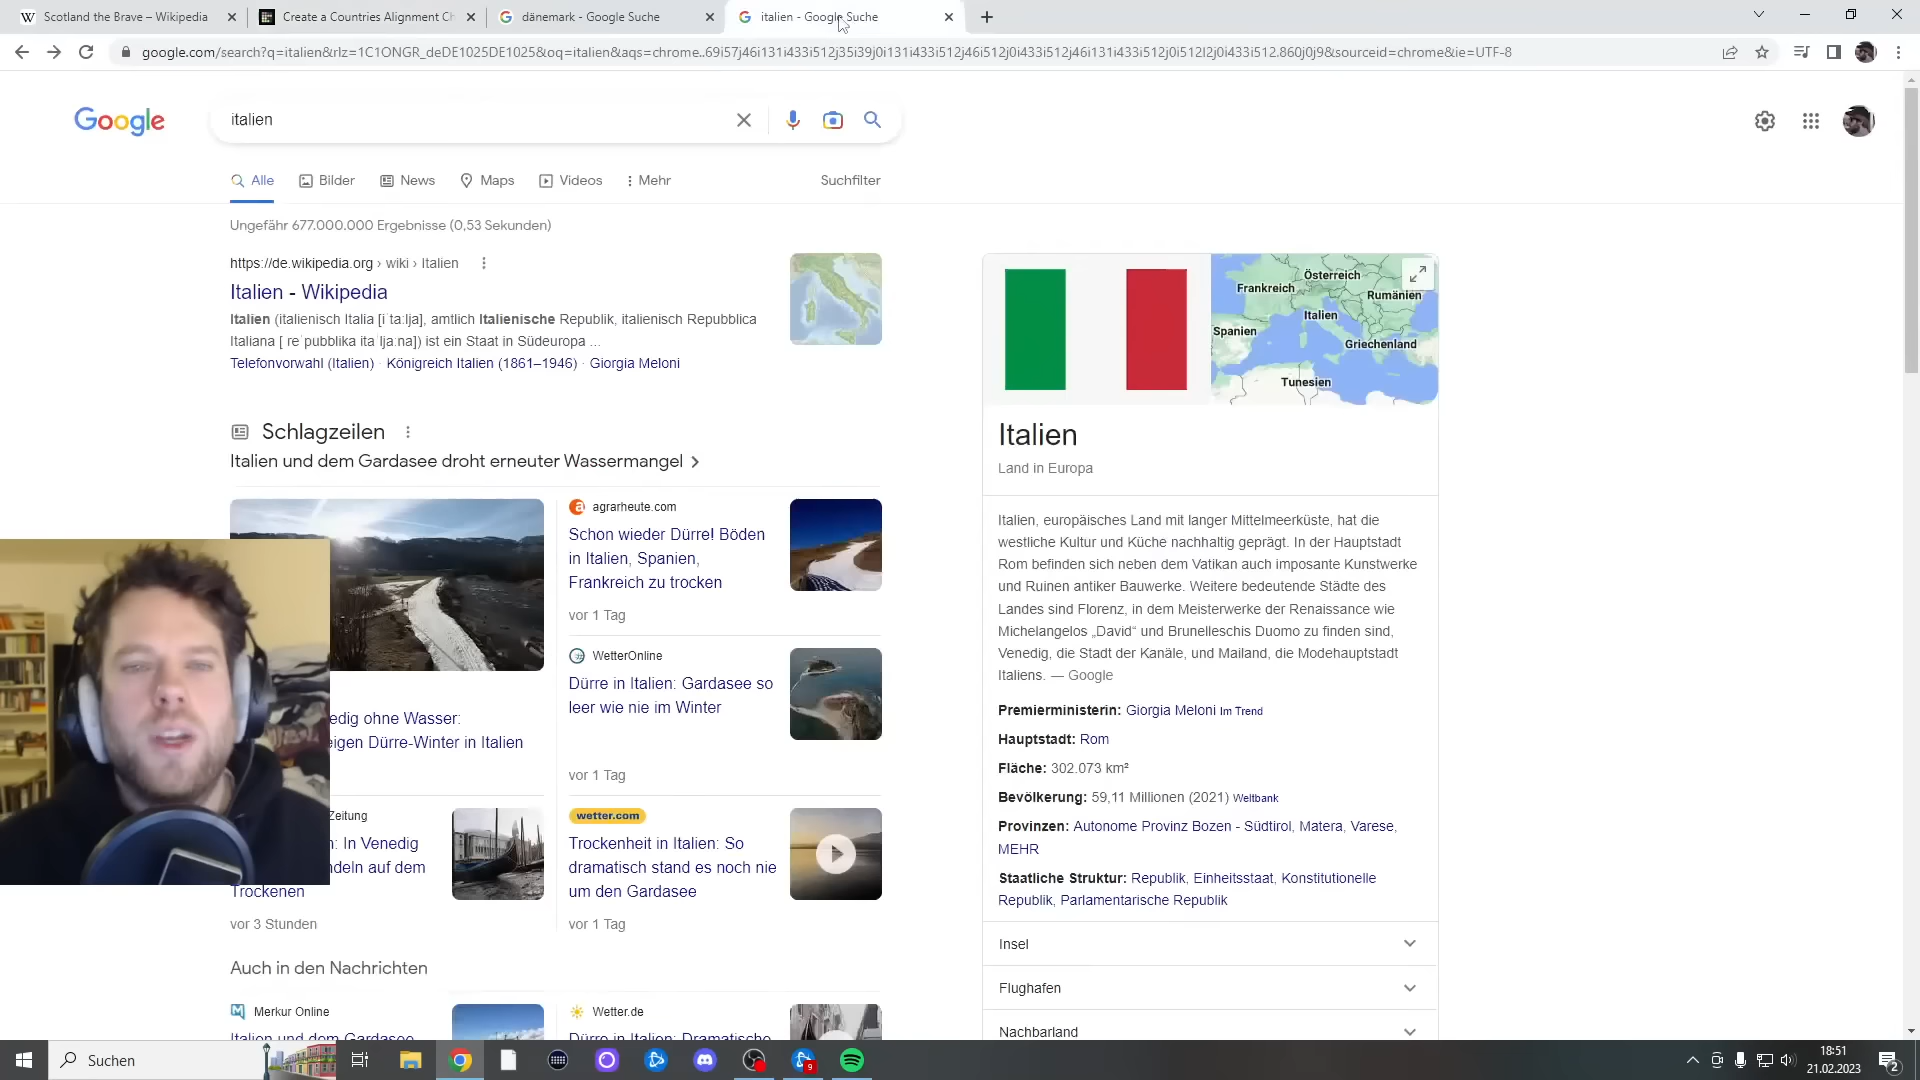 Scotland the Brave – Wikipedia
Create a Countries Alignment Ch
dänemark - Google Suche
italien - Google Suche
google.com/search?q=italien&rlz=1C1ONGR_deDE1025DE1025&oq=italien&aqs=chrome..69i57j46i131i433i512j35i39j0i131i433i512j46i512j0i433i512j46i131i433i512j0i512l2j0i433i512.860j0j9&sourceid=chrome&ie=UTF-8
Google
italien
Alle
Bilder
News
Maps
Videos
Mehr
Suchfilter
Ungefähr 677.000.000 Ergebnisse (0,53 Sekunden)
https://de.wikipedia.org › wiki › Italien
Italien - Wikipedia
Italien (italienisch Italia [iˈtaːlja], amtlich Italienische Republik, italienisch Repubblica
Italiana [ reˈpubblika itaˈljaːna]) ist ein Staat in Südeuropa ...
Telefonvorwahl (Italien) · Königreich Italien (1861–1946) · Giorgia Meloni
Schlagzeilen
Italien und dem Gardasee droht erneuter Wassermangel
agrarheute.com
Schon wieder Dürre! Böden
in Italien, Spanien,
Frankreich zu trocken
vor 1 Tag
WetterOnline
Dürre in Italien: Gardasee so
leer wie nie im Winter
vor 1 Tag
edig ohne Wasser:
eigen Dürre-Winter in Italien
Zeitung
n: In Venedig
ndeln auf dem
Trockenen
vor 3 Stunden
wetter.com
Trockenheit in Italien: So
dramatisch stand es noch nie
um den Gardasee
vor 1 Tag
Auch in den Nachrichten
Merkur Online
Italien und dem Gardasee
Wetter.de
Dürre in Italien: Dramatische
Österreich
Frankreich
Rumänien
Italien
Spanien
Griechenland
Tunesien
Italien
Land in Europa
Italien, europäisches Land mit langer Mittelmeerküste, hat die
westliche Kultur und Küche nachhaltig geprägt. In der Hauptstadt
Rom befinden sich neben dem Vatikan auch imposante Kunstwerke
und Ruinen antiker Bauwerke. Weitere bedeutende Städte des
Landes sind Florenz, in dem Meisterwerke der Renaissance wie
Michelangelos „David“ und Brunelleschis Duomo zu finden sind,
Venedig, die Stadt der Kanäle, und Mailand, die Modehauptstadt
Italiens. — Google
Premierministerin: Giorgia Meloni Im Trend
Hauptstadt: Rom
Fläche: 302.073 km²
Bevölkerung: 59,11 Millionen (2021) Weltbank
Provinzen: Autonome Provinz Bozen - Südtirol, Matera, Varese,
MEHR
Staatliche Struktur: Republik, Einheitsstaat, Konstitutionelle
Republik, Parlamentarische Republik
Insel
Flughafen
Nachbarland
Suchen
9
18:51
21.02.2023
2